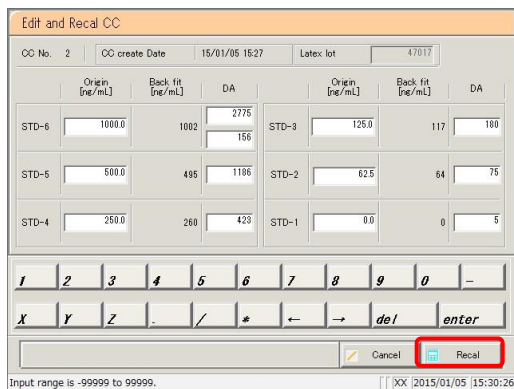 Edit and Recal CC
CC No. 2 CC create Date 15/01/05 15:27 Latex lot 47017
Origin [ng/mL] Back fit [ng/mL] DA Origin [ng/mL] Back fit [ng/mL] DA
STD-6 1000.0 1002 2775 156 STD-3 125.0 117 180
STD-5 500.0 495 1186 STD-2 62.5 64 75
STD-4 250.0 260 423 STD-1 0.0 0 5
1 2 3 4 5 6 7 8 9 0 -
X Y Z . / * ← → del enter
Cancel Recal
Input range is -99999 to 99999. XX 2015/01/05 15:30:26